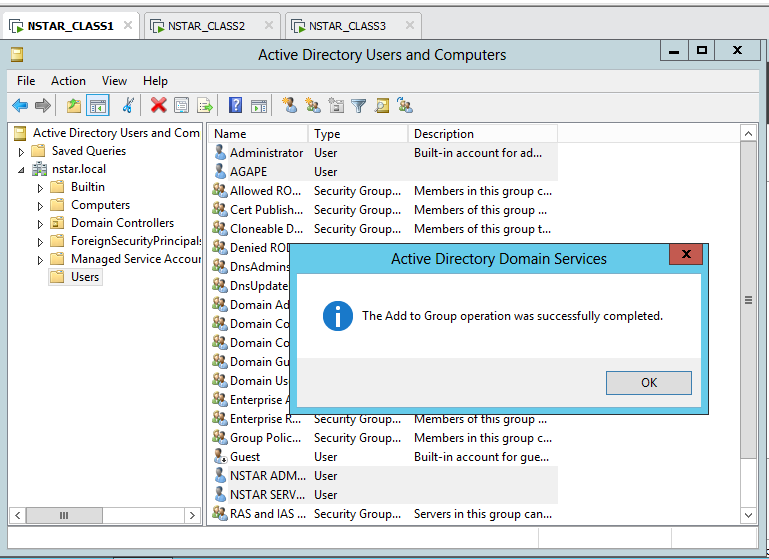 NSTAR_CLASS1 × NSTAR_CLASS2 × NSTAR_CLASS3 ×
Active Directory Users and Computers
File Action View Help
Active Directory Users and Com
Saved Queries
nstar.local
Builtin
Computers
Domain Controllers
ForeignSecurityPrincipals
Managed Service Accour
Users
Name Type Description
Administrator User Built-in account for ad...
AGAPE User
Allowed RO... Security Group... Members in this group c...
Cert Publish... Security Group... Members of this group ...
Cloneable D... Security Group... Members of this group t...
Denied ROD
DnsAdmins
DnsUpdate
Domain Ad
Domain Co
Domain Co
Domain Gu
Domain Us
Enterprise A
Enterprise R... Security Group... Members of this group ...
Group Polic... Security Group... Members in this group c...
Guest User Built-in account for gue...
NSTAR ADM... User
NSTAR SERV... User
RAS and IAS ... Security Group... Servers in this group can...
Active Directory Domain Services
The Add to Group operation was successfully completed.
OK